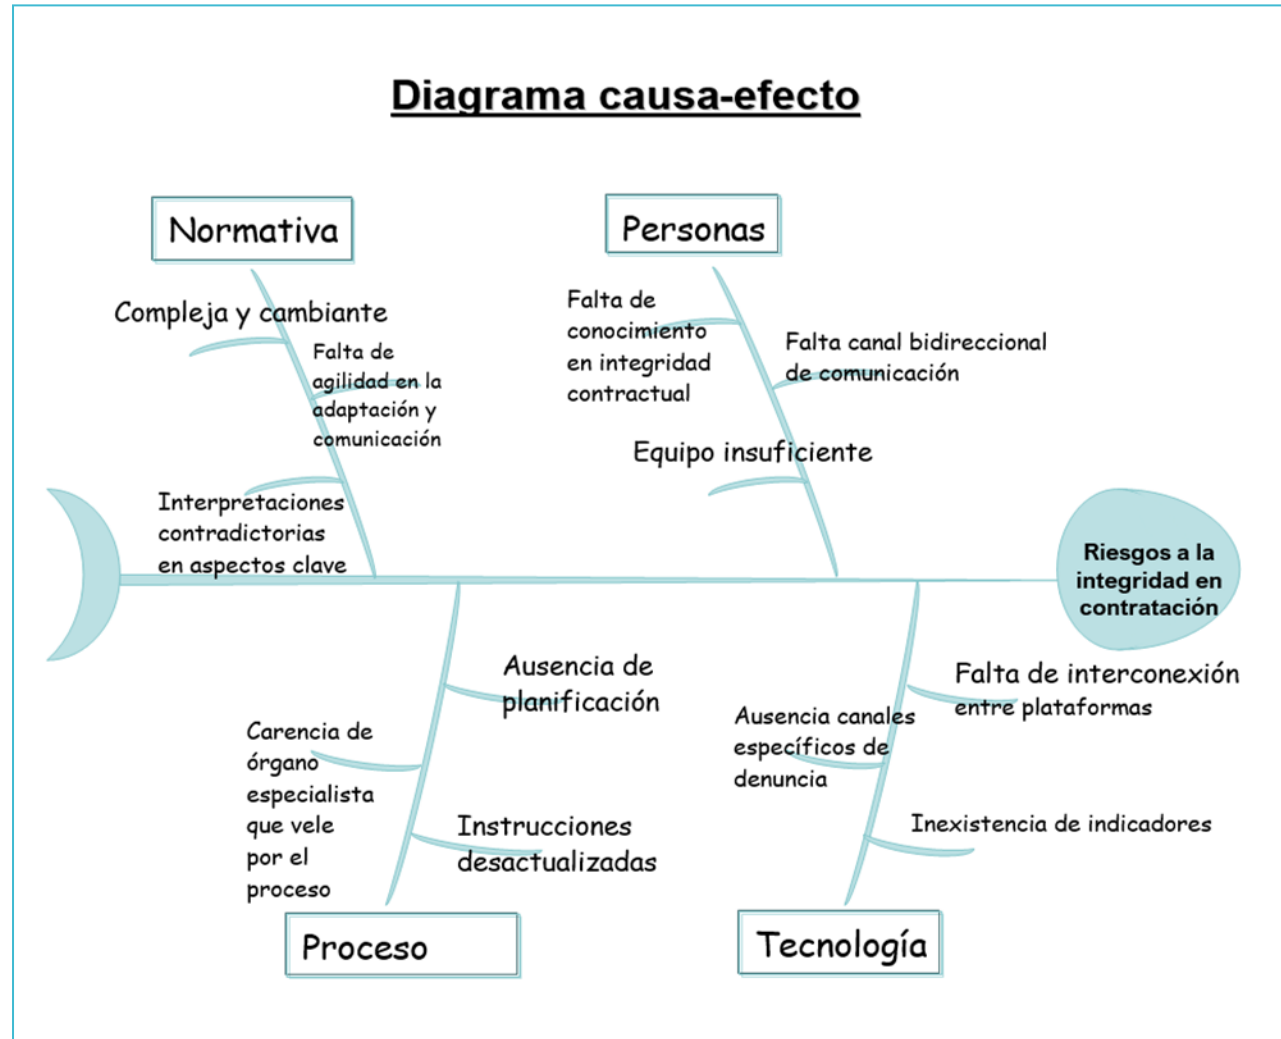 Diagrama causa-efecto
Normativa
Compleja y cambiante
Falta de
agilidad en la
adaptación y
comunicación
Interpretaciones
contradictorias
en aspectos clave
Personas
Falta de
conocimiento
en integridad
contractual
Falta canal bidireccional
de comunicación
Equipo insuficiente
Riesgos a la
integridad en
contratación
Ausencia de
planificación
Carencia de
órgano
especialista
que vele
por el
proceso
Instrucciones
desactualizadas
Proceso
Falta de interconexión
entre plataformas
Ausencia canales
específicos de
denuncia
Inexistencia de indicadores
Tecnología